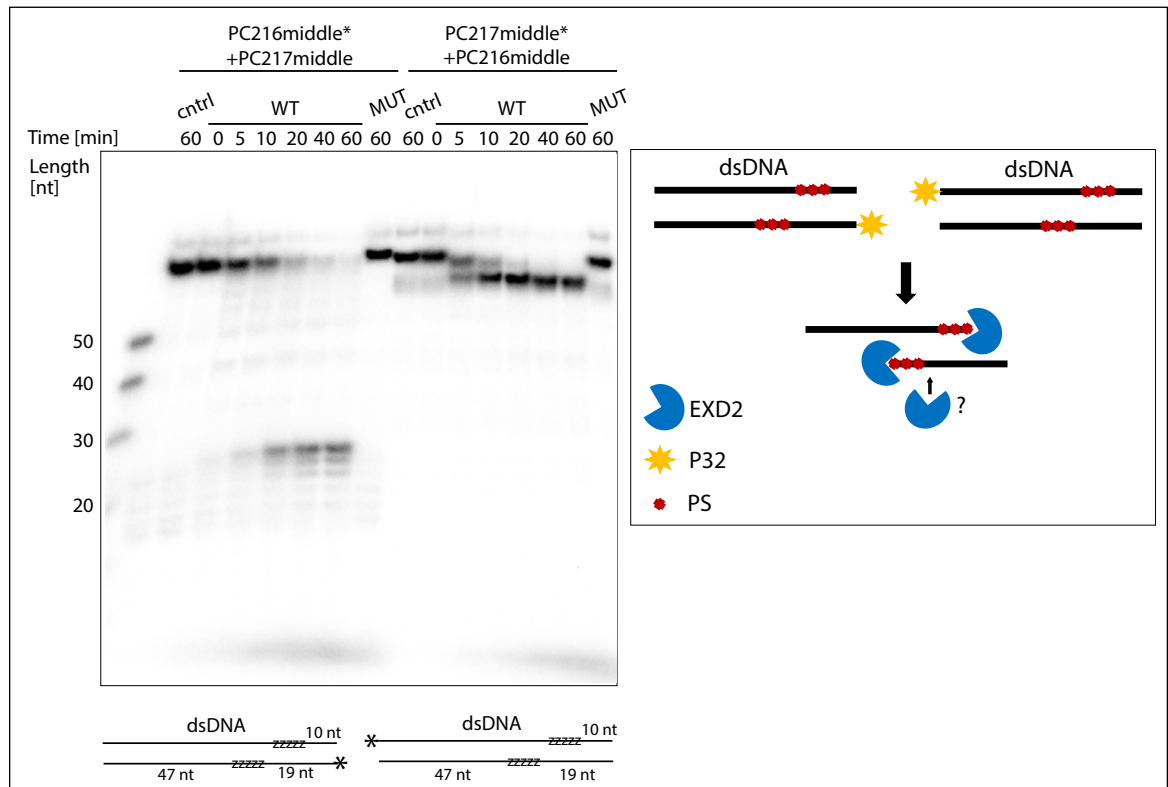 PC216middle* PC217middle*
+PC217middle +PC216middle
cntrl WT MUT cntrl WT MUT
Time [min] 60 0 5 10 20 40 60 60 60 0 5 10 20 40 60 60
Length
[nt]
50
40
30
20
dsDNA dsDNA
EXD2
?
P32
PS
dsDNA 10 nt * dsDNA 10 nt
zzzzz zzzzz
zzzzz * zzzzz
47 nt 19 nt 47 nt 19 nt